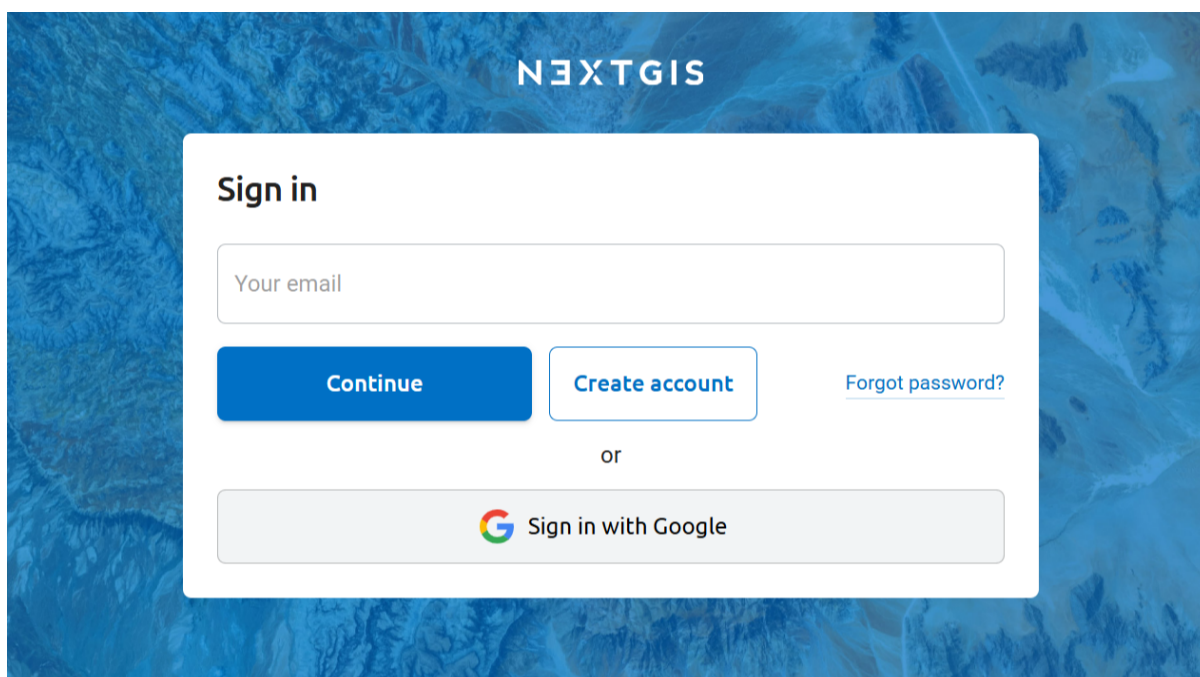 NEXTGIS
Sign in
Your email
Continue
Create account
Forgot password?
or
Sign in with Google